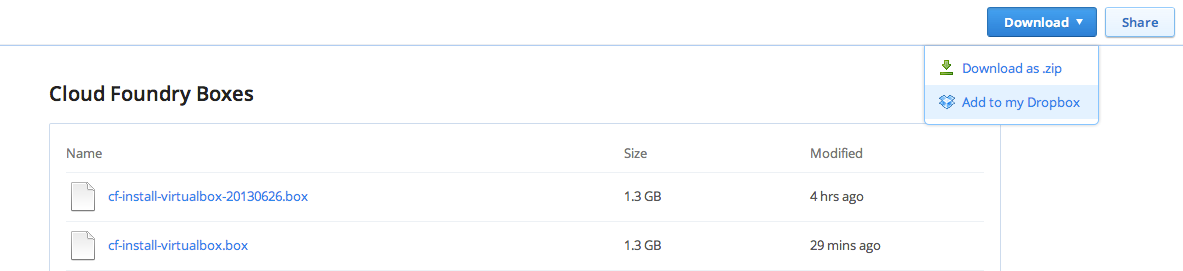 Download ▼ Share
Download as .zip
Add to my Dropbox
Cloud Foundry Boxes
Name Size Modified
cf-install-virtualbox-20130626.box 1.3 GB 4 hrs ago
cf-install-virtualbox.box 1.3 GB 29 mins ago